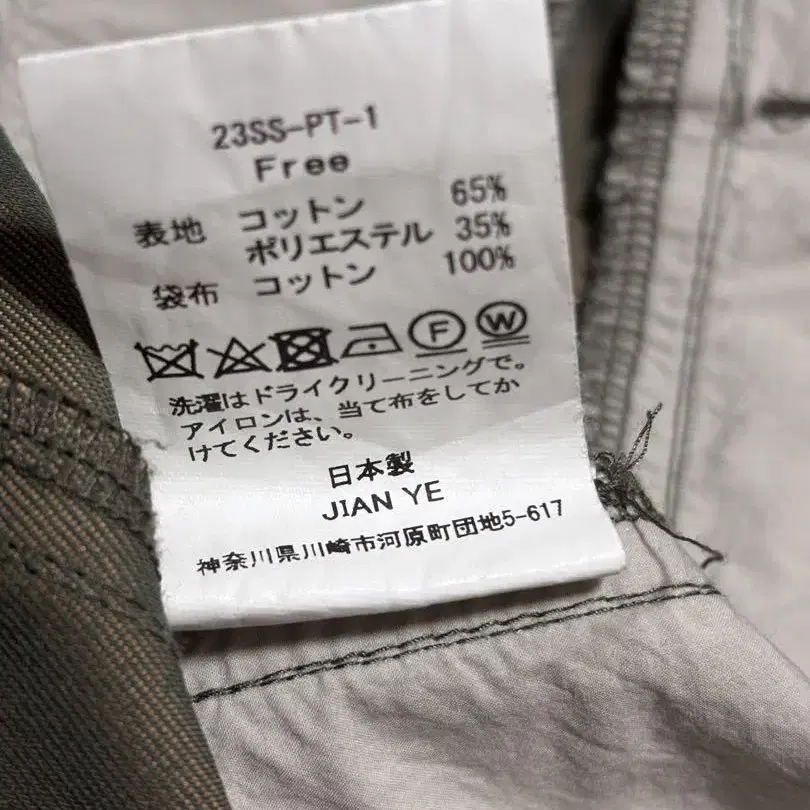 23SS-PT-1
Free
表地 コットン 65%
ポリエステル 35%
袋布 コットン 100%
F W
洗濯はドライクリーニングで。
アイロンは、当て布をしてか
けてください。
日本製
JIAN YE
神奈川県川崎市河原町団地5-617